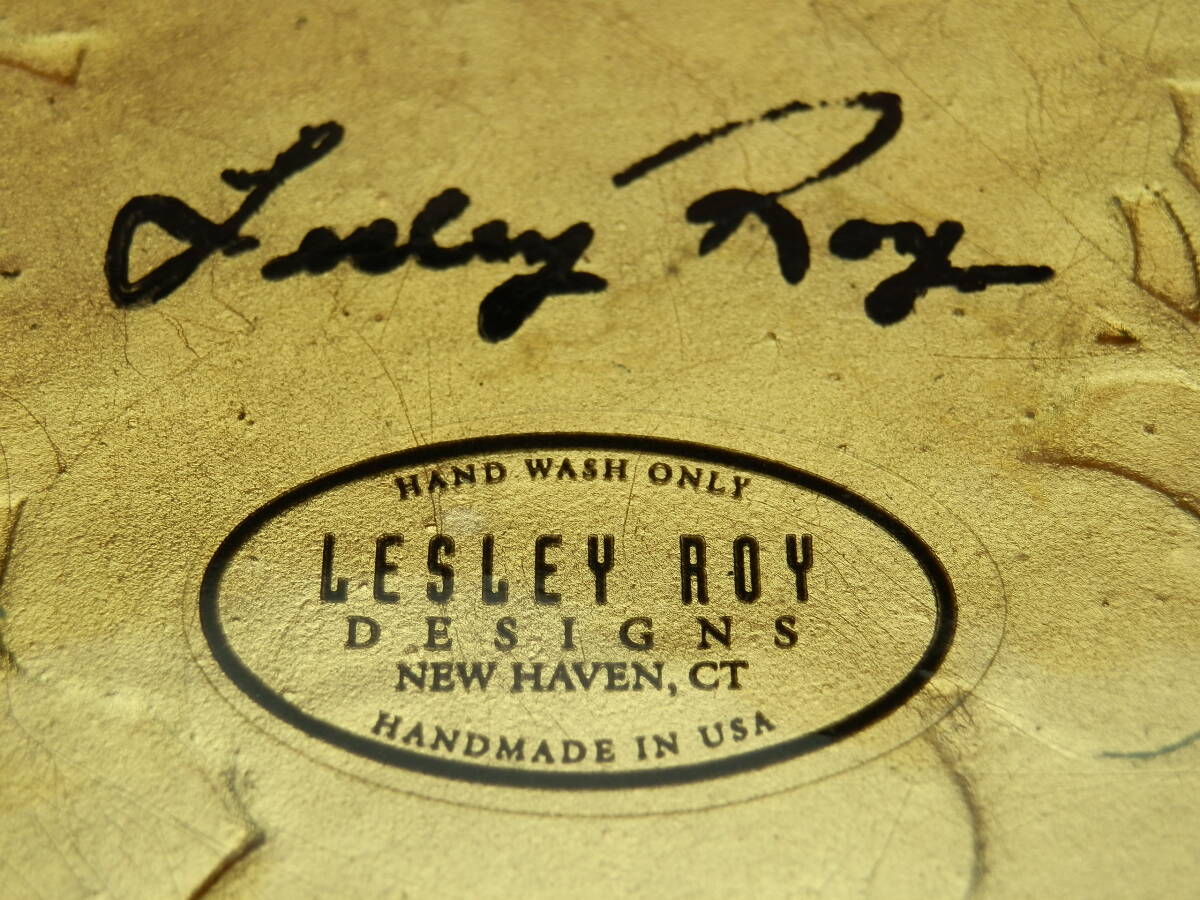 Lesley Roy
HAND WASH ONLY
LESLEY ROY
DESIGNS
NEW HAVEN, CT
HANDMADE IN USA